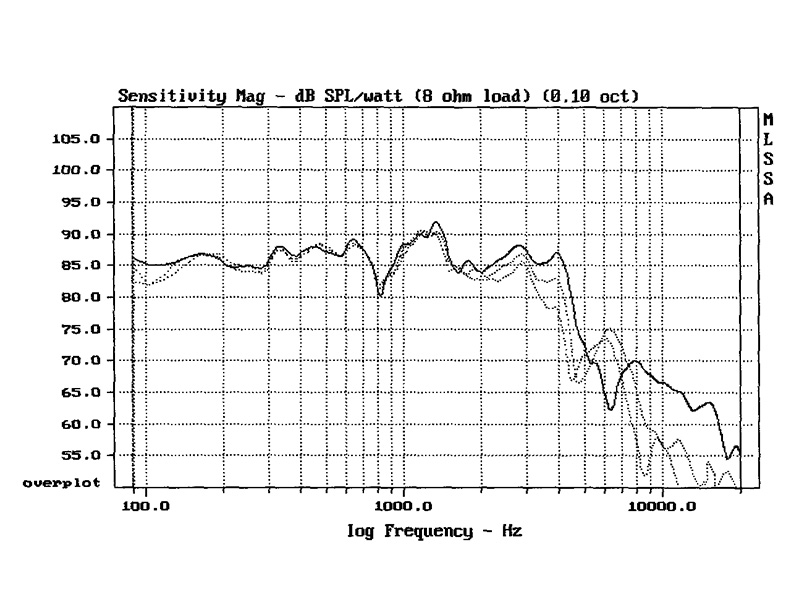 Sensitivity Mag - dB SPL/watt (8 ohm load) (0.10 oct)
M
L
S
S
A
105.0
100.0
95.0
90.0
85.0
80.0
75.0
70.0
65.0
60.0
55.0
overplot
100.0 1000.0 10000.0
log Frequency - Hz